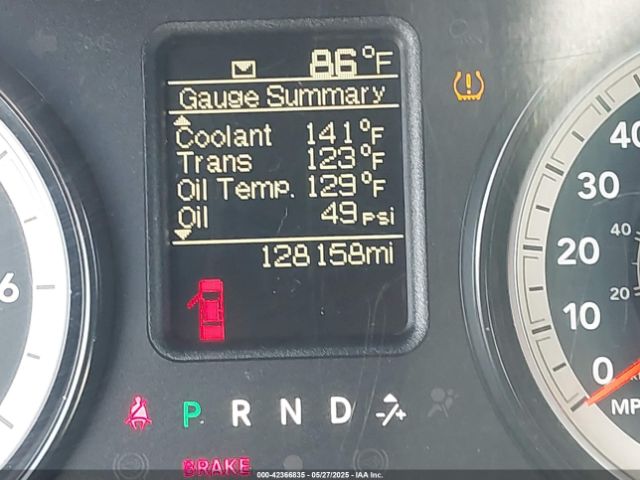 86°F
Gauge Summary
Coolant 141°F
Trans 123°F
Oil Temp. 129°F
Oil 49 psi
128158mi
6
40
30
20
10
0
40
20
MP
P R N D -/+
BRAKE
000-42366835 - 05/27/2025 - IAA Inc.